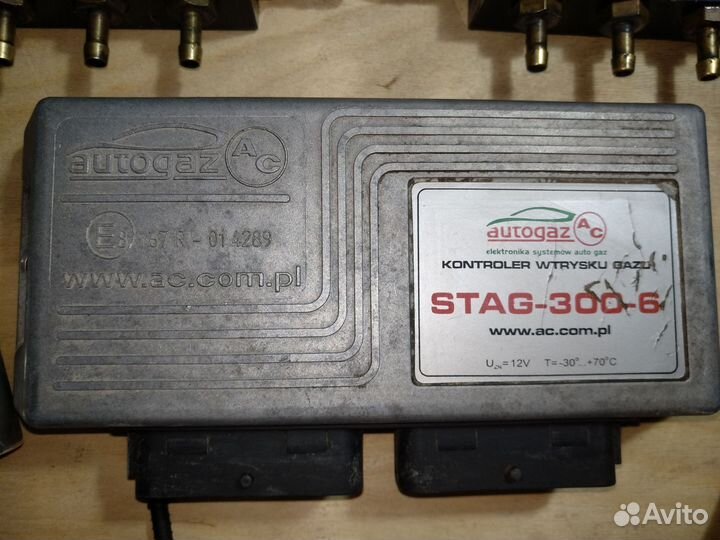 autogaz AC
E8 67R-014289
www.ac.com.pl
autogaz AC
elektronika systemów auto gaz
KONTROLER WTRYSKU GAZU
STAG-300-6
www.ac.com.pl
UZN=12V T=-30°...+70°C
Avito